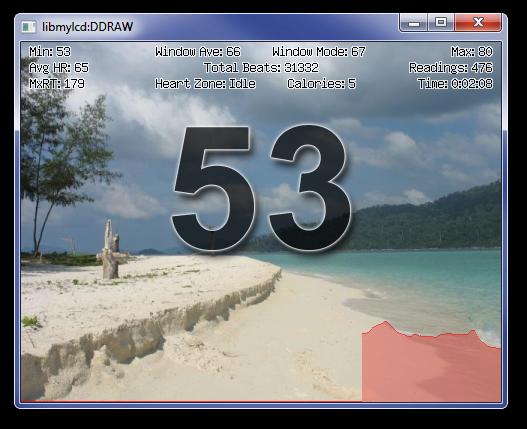 libmylcd:DDRAW
Min: 53 Window Ave: 66 Window Mode: 67 Max: 80
Avg HR: 65 Total Beats: 31332 Readings: 476
MxRT: 179 Heart Zone: Idle Calories: 5 Time: 0:02:08
53